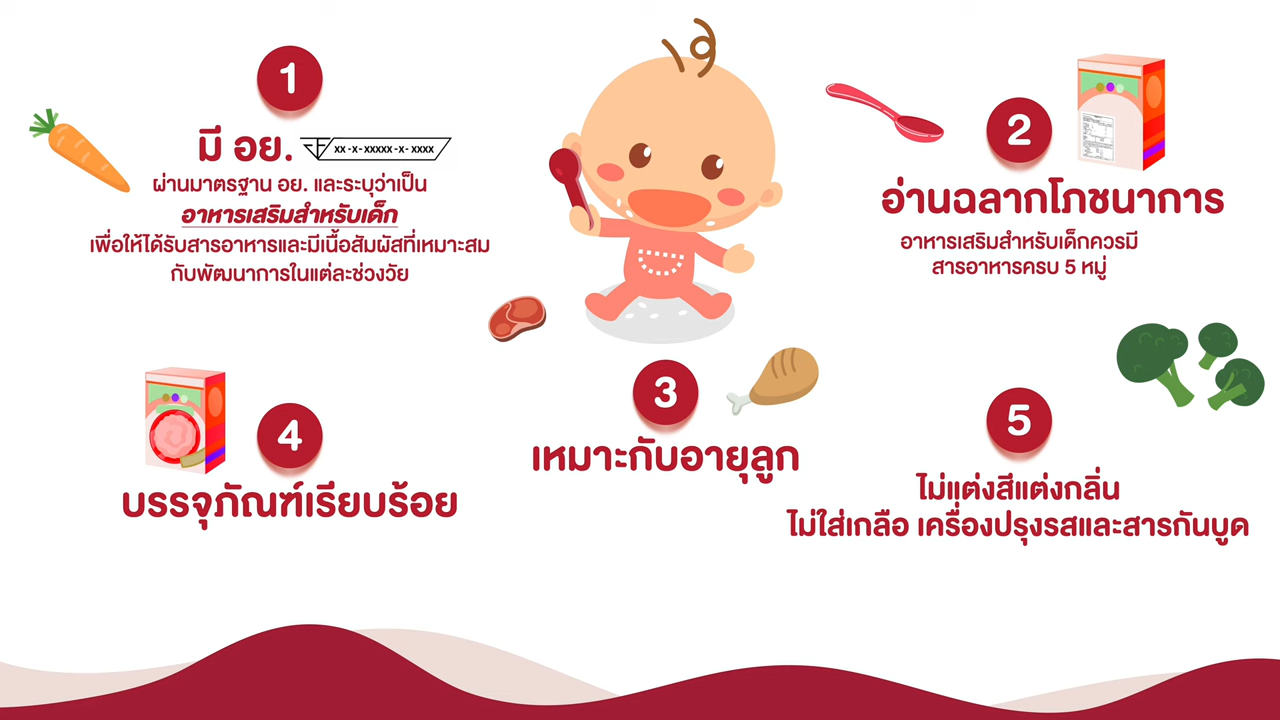 1
มี อย. xx-x-xxxxx-x-xxxx
ผ่านมาตรฐาน อย. และระบุว่าเป็น
อาหารเสริมสำหรับเด็ก
เพื่อให้ได้รับสารอาหารและมีเนื้อสัมผัสที่เหมาะสม
กับพัฒนาการในแต่ละช่วงวัย
2
อ่านฉลากโภชนาการ
อาหารเสริมสำหรับเด็กควรมี
สารอาหารครบ 5 หมู่
3
เหมาะกับอายุลูก
4
บรรจุภัณฑ์เรียบร้อย
5
ไม่แต่งสีแต่งกลิ่น
ไม่ใส่เกลือ เครื่องปรุงรสและสารกันบูด